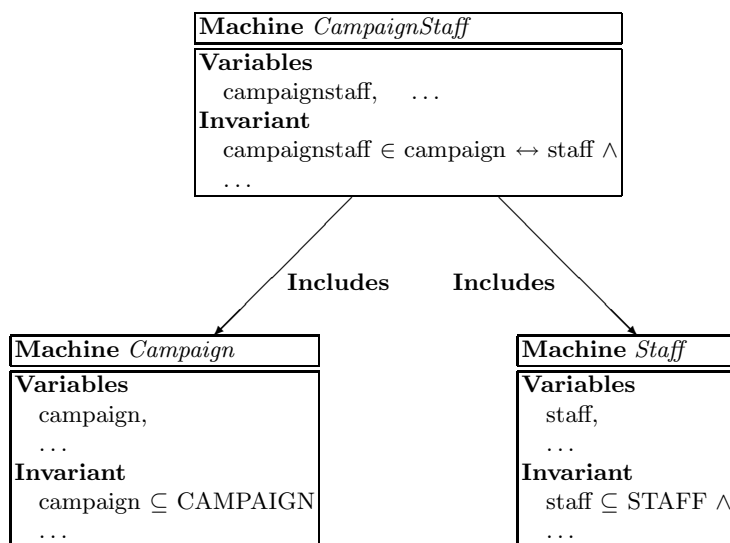 Machine CampaignStaff
Variables
campaignstaff, ...
Invariant
campaignstaff ∈ campaign ↔ staff ∧
...
Includes Includes
Machine Campaign
Variables
campaign,
...
Invariant
campaign ⊆ CAMPAIGN
...
Machine Staff
Variables
staff,
...
Invariant
staff ⊆ STAFF ∧
...